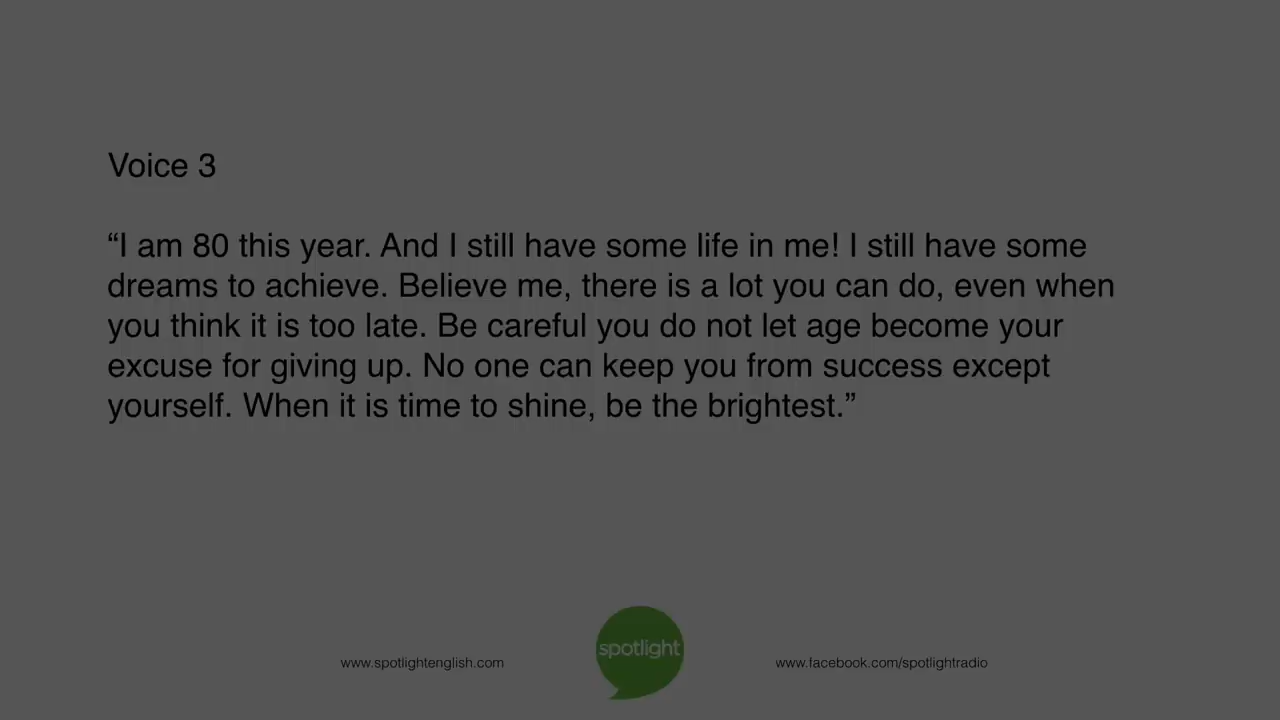 Voice 3
“I am 80 this year. And I still have some life in me! I still have some
dreams to achieve. Believe me, there is a lot you can do, even when
you think it is too late. Be careful you do not let age become your
excuse for giving up. No one can keep you from success except
yourself. When it is time to shine, be the brightest.”
spotlight
www.spotlightenglish.com
www.facebook.com/spotlightradio